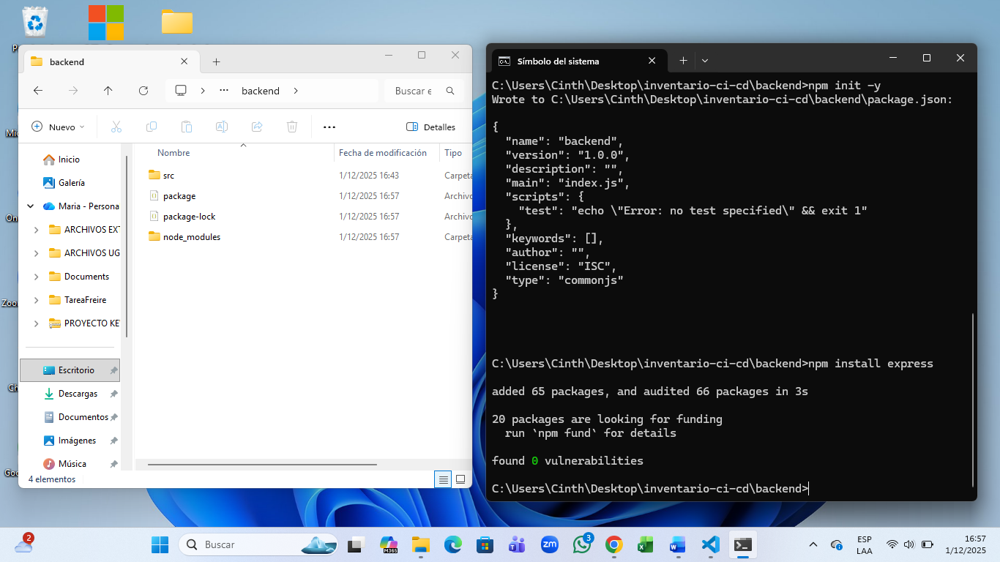 backend
backend
Buscar e
Nuevo
Detalles
Nombre
Fecha de modificación
Tipo
Inicio
Galería
Maria - Persona
ARCHIVOS EXT
ARCHIVOS UG
Documents
TareaFreire
PROYECTO KE
Escritorio
Descargas
Documentos
Imágenes
Música
src 1/12/2025 16:43 Carpeta
package 1/12/2025 16:57 Archivo
package-lock 1/12/2025 16:57 Archivo
node_modules 1/12/2025 16:57 Carpeta
4 elementos
Símbolo del sistema
C:\Users\Cinth\Desktop\inventario-ci-cd\backend>npm init -y
Wrote to C:\Users\Cinth\Desktop\inventario-ci-cd\backend\package.json:
{
"name": "backend",
"version": "1.0.0",
"description": "",
"main": "index.js",
"scripts": {
"test": "echo \"Error: no test specified\" && exit 1"
},
"keywords": [],
"author": "",
"license": "ISC",
"type": "commonjs"
}
C:\Users\Cinth\Desktop\inventario-ci-cd\backend>npm install express
added 65 packages, and audited 66 packages in 3s
20 packages are looking for funding
run `npm fund` for details
found 0 vulnerabilities
C:\Users\Cinth\Desktop\inventario-ci-cd\backend>
2
Buscar
M365
zm
3
ESP
LAA
16:57
1/12/2025